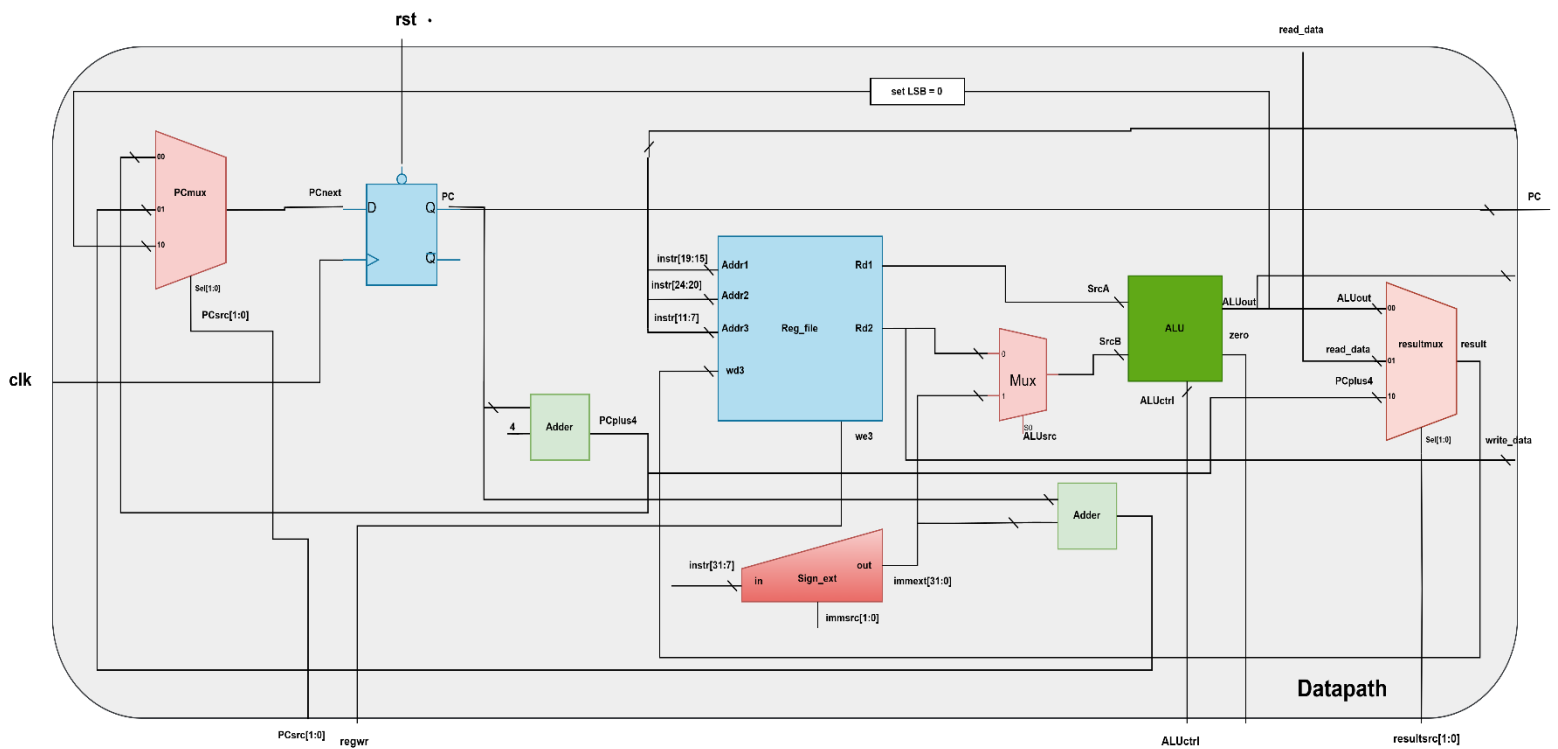 rst
read_data
set LSB = 0
00
PCmux
01
10
Sel[1:0]
PCsrc[1:0]
PCnext
D
Q
Q
PC
PC
clk
instr[19:15]
instr[24:20]
instr[11:7]
Addr1
Addr2
Addr3
wd3
Reg_file
Rd1
Rd2
we3
4
Adder
PCplus4
0
Mux
1
S0
ALUsrc
SrcA
SrcB
ALU
ALUout
zero
ALUctrl
ALUout
read_data
PCplus4
00
01
10
resultmux
result
Sel[1:0]
write_data
Adder
instr[31:7]
in
Sign_ext
out
immext[31:0]
immsrc[1:0]
Datapath
PCsrc[1:0]
regwr
ALUctrl
resultsrc[1:0]